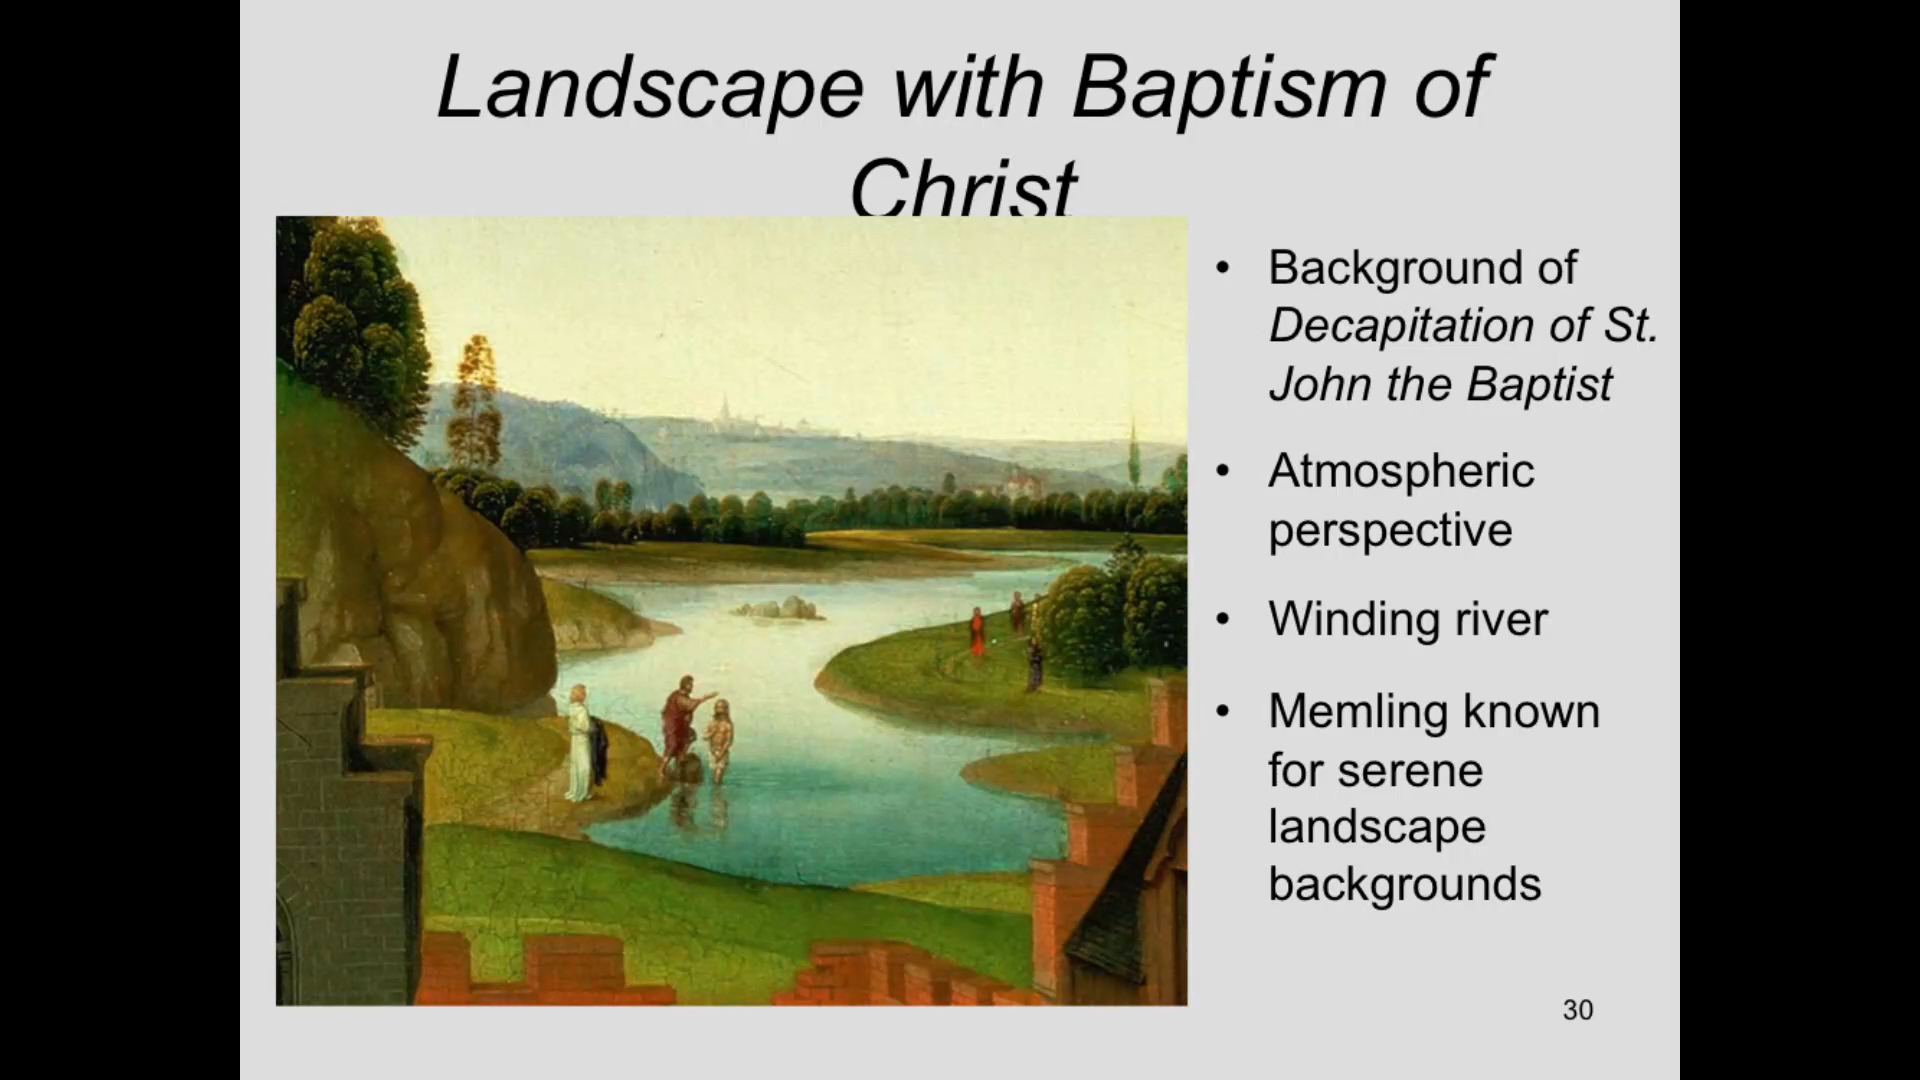 Landscape with Baptism of
Christ
• Background of
Decapitation of St.
John the Baptist
• Atmospheric
perspective
• Winding river
• Memling known
for serene
landscape
backgrounds
30